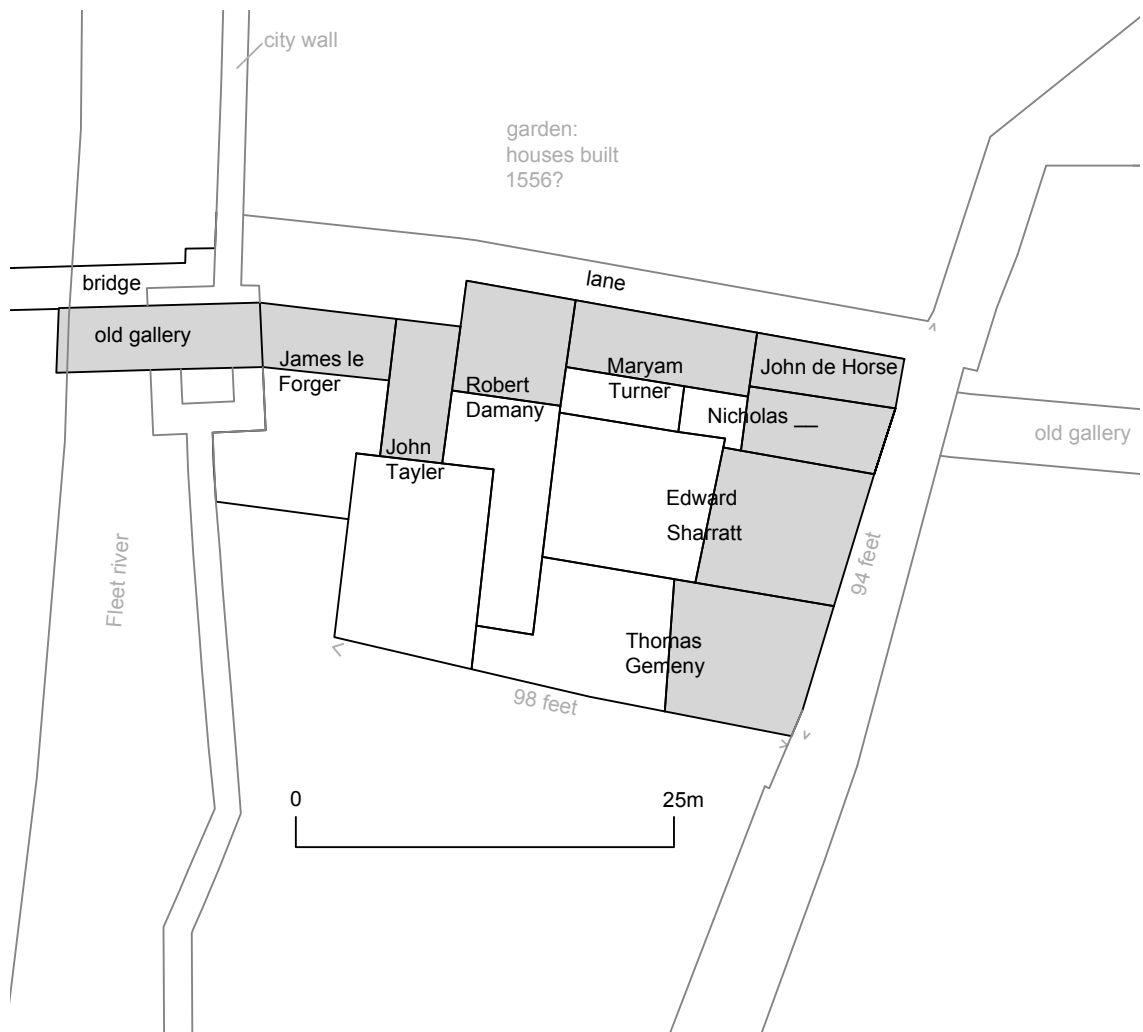 city wall
garden:
houses built
1556?
lane
bridge
old gallery
James le
Forger
Maryam
Turner
John de Horse
Robert
Damany
Nicholas __
old gallery
John
Tayler
Edward
Sharratt
Fleet river
94 feet
Thomas
Gemeny
98 feet
0
25m